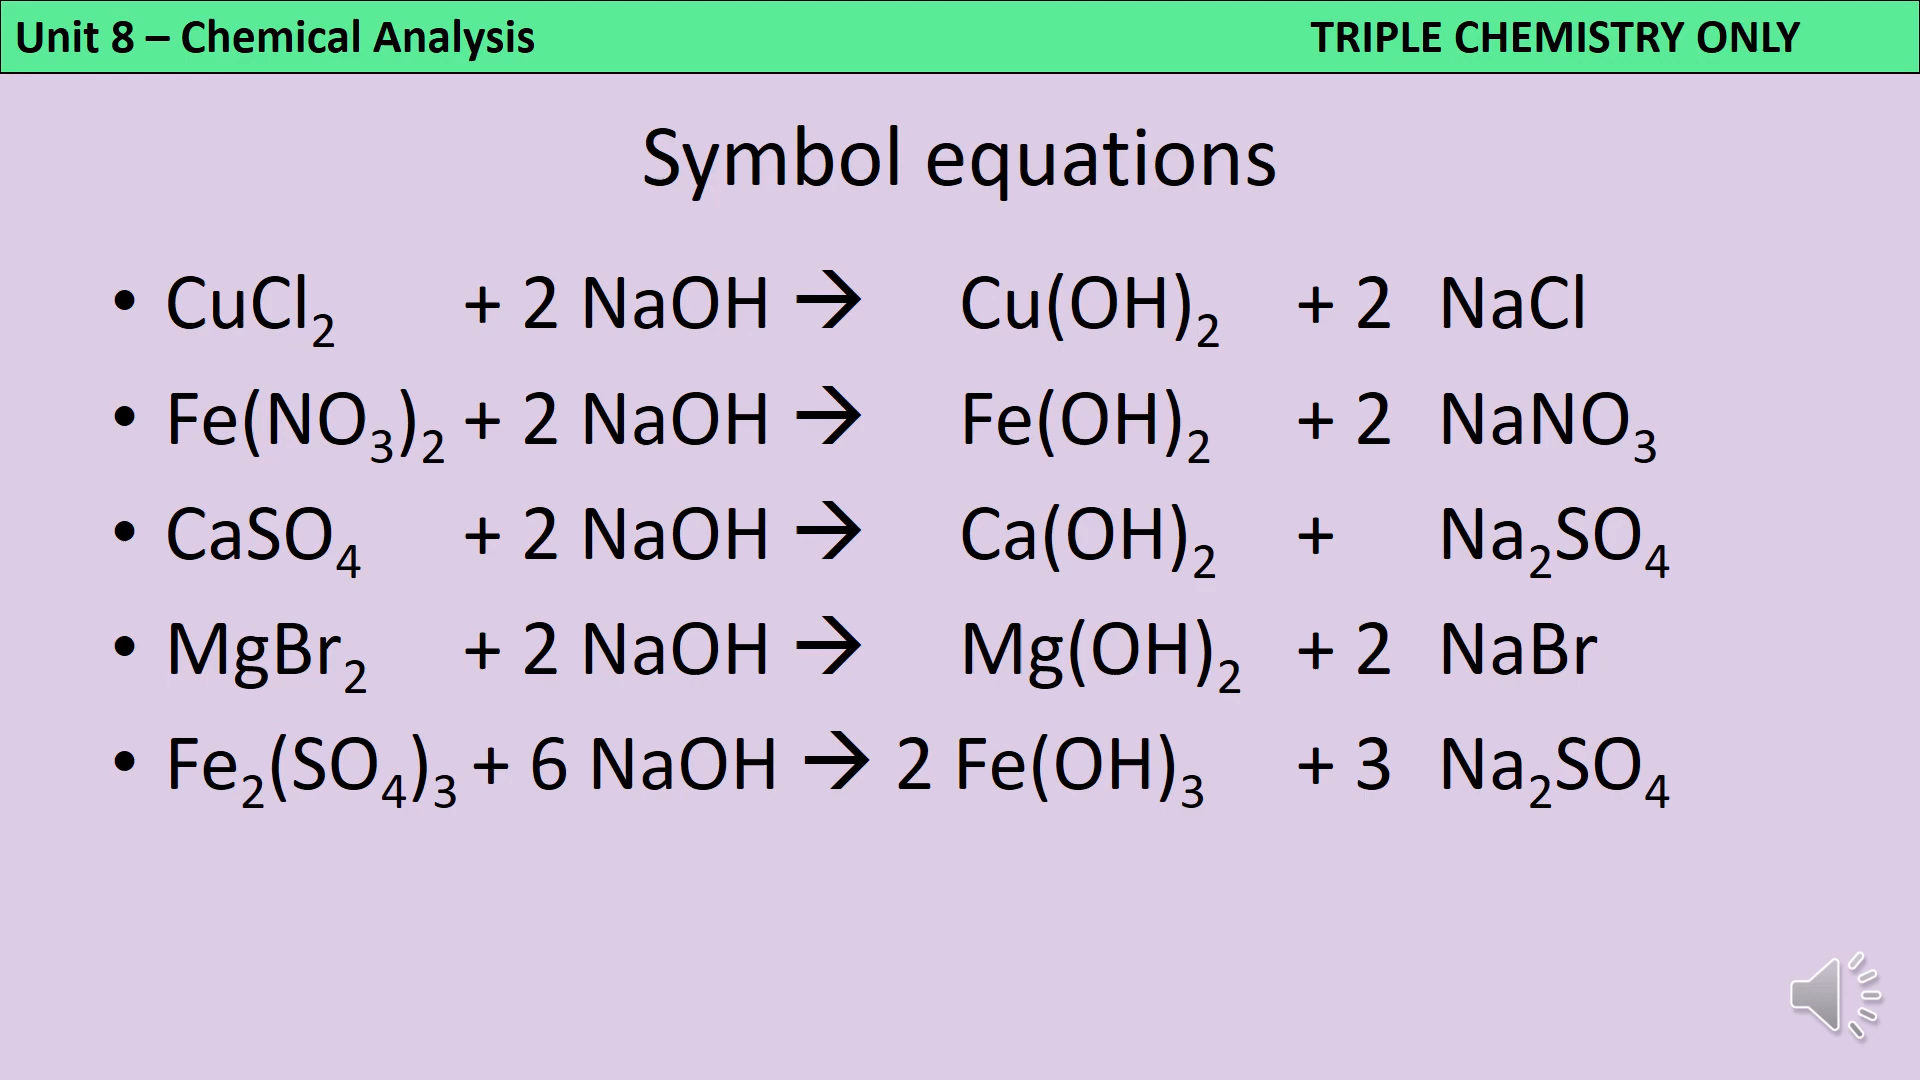 Unit 8 – Chemical Analysis TRIPLE CHEMISTRY ONLY
Symbol equations
• CuCl₂ + 2 NaOH → Cu(OH)₂ + 2 NaCl
• Fe(NO₃)₂ + 2 NaOH → Fe(OH)₂ + 2 NaNO₃
• CaSO₄ + 2 NaOH → Ca(OH)₂ + Na₂SO₄
• MgBr₂ + 2 NaOH → Mg(OH)₂ + 2 NaBr
• Fe₂(SO₄)₃ + 6 NaOH → 2 Fe(OH)₃ + 3 Na₂SO₄